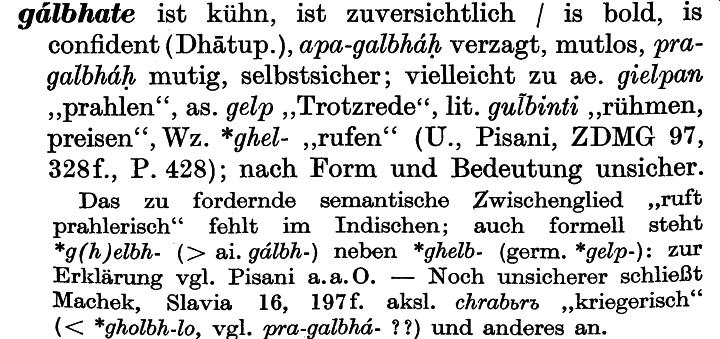 gálbhate ist kühn, ist zuversichtlich / is bold, is
confident (Dhātup.), apa-galbháḥ verzagt, mutlos, pra-
galbháḥ mutig, selbstsicher; vielleicht zu ae. gielpan
„prahlen“, as. gelp „Trotzrede“, lit. gul̃binti „rühmen,
preisen“, Wz. *ghel- „rufen“ (U., Pisani, ZDMG 97,
328f., P. 428); nach Form und Bedeutung unsicher.
Das zu fordernde semantische Zwischenglied „ruft
prahlerisch“ fehlt im Indischen; auch formell steht
*g(h)elbh- (> ai. gálbh-) neben *ghelb- (germ. *gelp-): zur
Erklärung vgl. Pisani a.a.O. — Noch unsicherer schließt
Machek, Slavia 16, 197f. aksl. chrabъrъ „kriegerisch“
(< *gholbh-lo, vgl. pra-galbhá- ??) und anderes an.